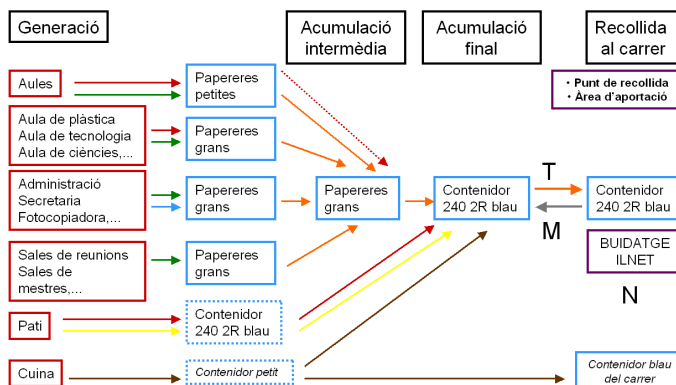 Generació
Acumulació
intermèdia
Acumulació
final
Recollida
al carrer
Aules
Papereres
petites
• Punt de recollida
• Àrea d'aportació
Aula de plàstica
Aula de tecnologia
Aula de ciències,...
Papereres
grans
Administració
Secretaria
Fotocopiadora,...
Papereres
grans
Papereres
grans
Contenidor
240 2R blau
T
M
Contenidor
240 2R blau
Sales de reunions
Sales de
mestres,...
Papereres
grans
BUIDATGE
ILNET
N
Pati
Contenidor
240 2R blau
Cuina
Contenidor petit
Contenidor blau
del carrer